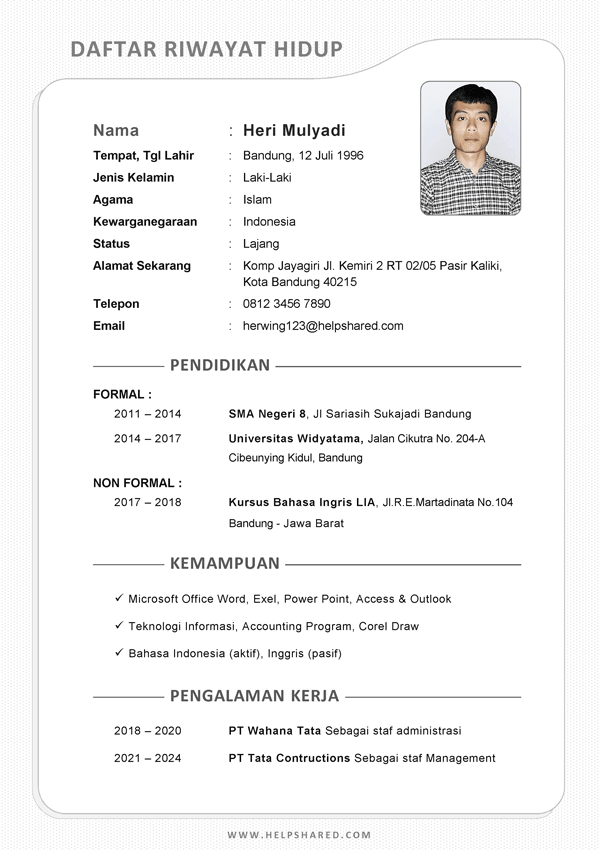 DAFTAR RIWAYAT HIDUP
Nama : Heri Mulyadi
Tempat, Tgl Lahir : Bandung, 12 Juli 1996
Jenis Kelamin : Laki-Laki
Agama : Islam
Kewarganegaraan : Indonesia
Status : Lajang
Alamat Sekarang : Komp Jayagiri Jl. Kemiri 2 RT 02/05 Pasir Kaliki,
Kota Bandung 40215
Telepon : 0812 3456 7890
Email : herwing123@helpshared.com
PENDIDIKAN
FORMAL :
2011 – 2014 SMA Negeri 8, Jl Sariasih Sukajadi Bandung
2014 – 2017 Universitas Widyatama, Jalan Cikutra No. 204-A
Cibeunying Kidul, Bandung
NON FORMAL :
2017 – 2018 Kursus Bahasa Ingris LIA, Jl.R.E.Martadinata No.104
Bandung - Jawa Barat
KEMAMPUAN
✓ Microsoft Office Word, Exel, Power Point, Access & Outlook
✓ Teknologi Informasi, Accounting Program, Corel Draw
✓ Bahasa Indonesia (aktif), Inggris (pasif)
PENGALAMAN KERJA
2018 – 2020 PT Wahana Tata Sebagai staf administrasi
2021 – 2024 PT Tata Contructions Sebagai staf Management
WWW.HELPSHARED.COM